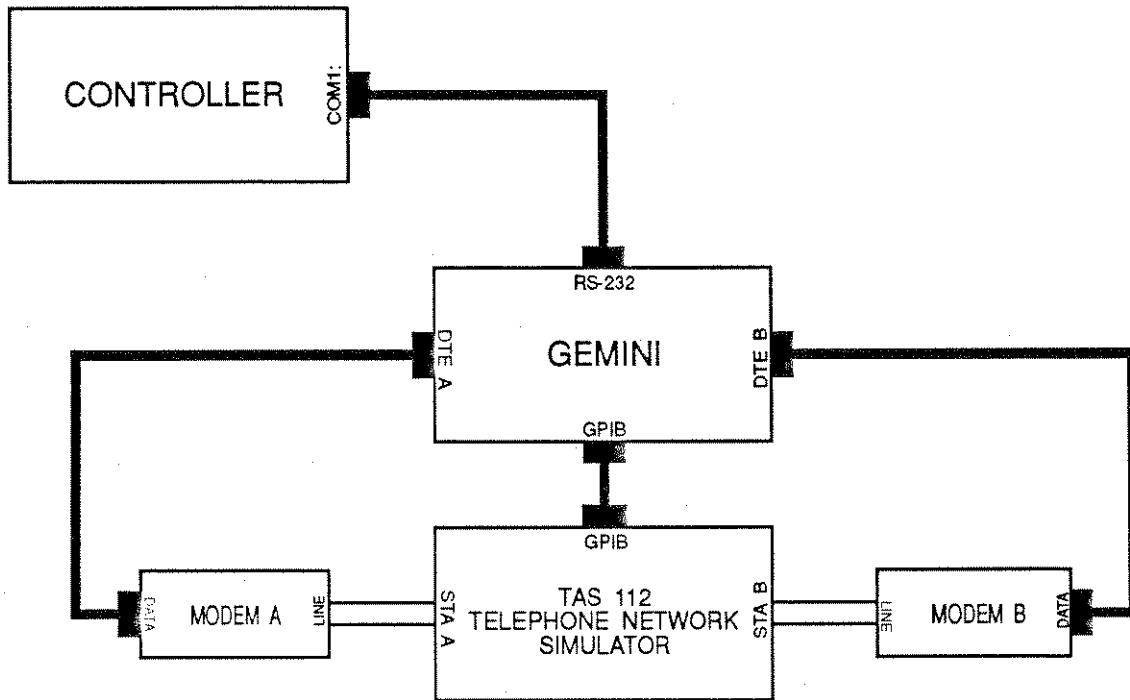 CONTROLLER
COM1:
RS-232
DTE A
GEMINI
DTE B
GPIB
GPIB
DATA
MODEM A
LINE
STA A
TAS 112
TELEPHONE NETWORK
SIMULATOR
STA B
LINE
MODEM B
DATA